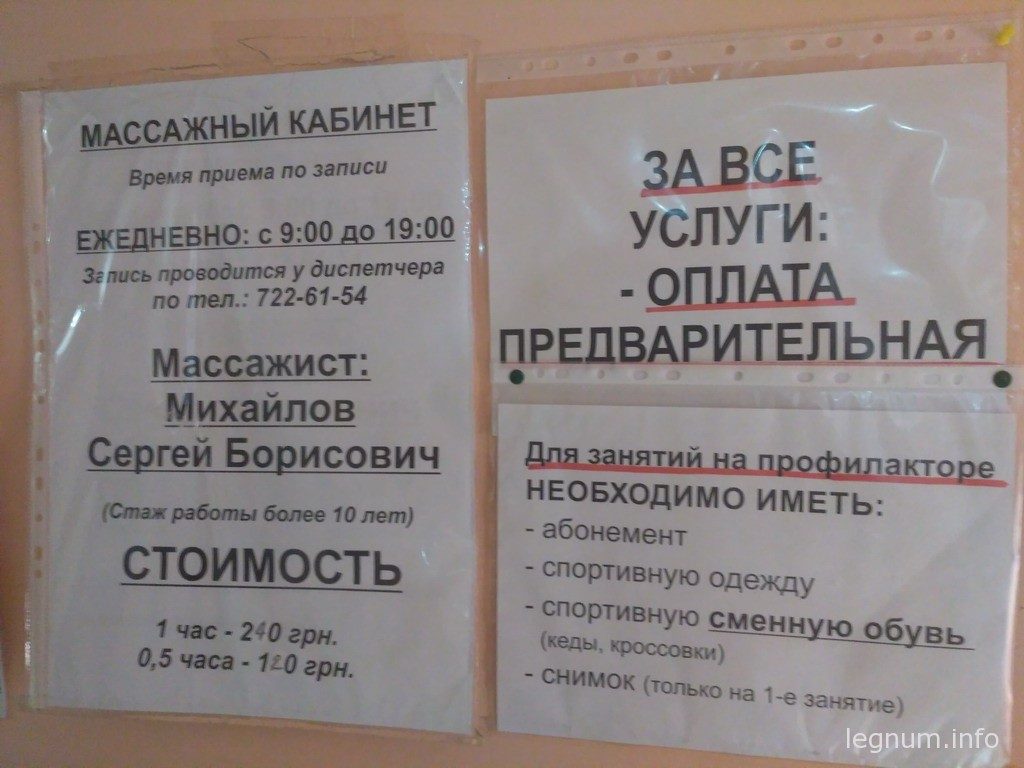 МАССАЖНЫЙ КАБИНЕТ
Время приема по записи
ЕЖЕДНЕВНО: с 9:00 до 19:00
Запись проводится у диспетчера
по тел.: 722-61-54
Массажист:
Михайлов
Сергей Борисович
(Стаж работы более 10 лет)
СТОИМОСТЬ
1 час - 240 грн.
0,5 часа - 120 грн.
ЗА ВСЕ
УСЛУГИ:
- ОПЛАТА
ПРЕДВАРИТЕЛЬНАЯ
Для занятий на профилакторе
НЕОБХОДИМО ИМЕТЬ:
- абонемент
- спортивную одежду
- спортивную сменную обувь
(кеды, кроссовки)
- снимок (только на 1-е занятие)
legnum.info